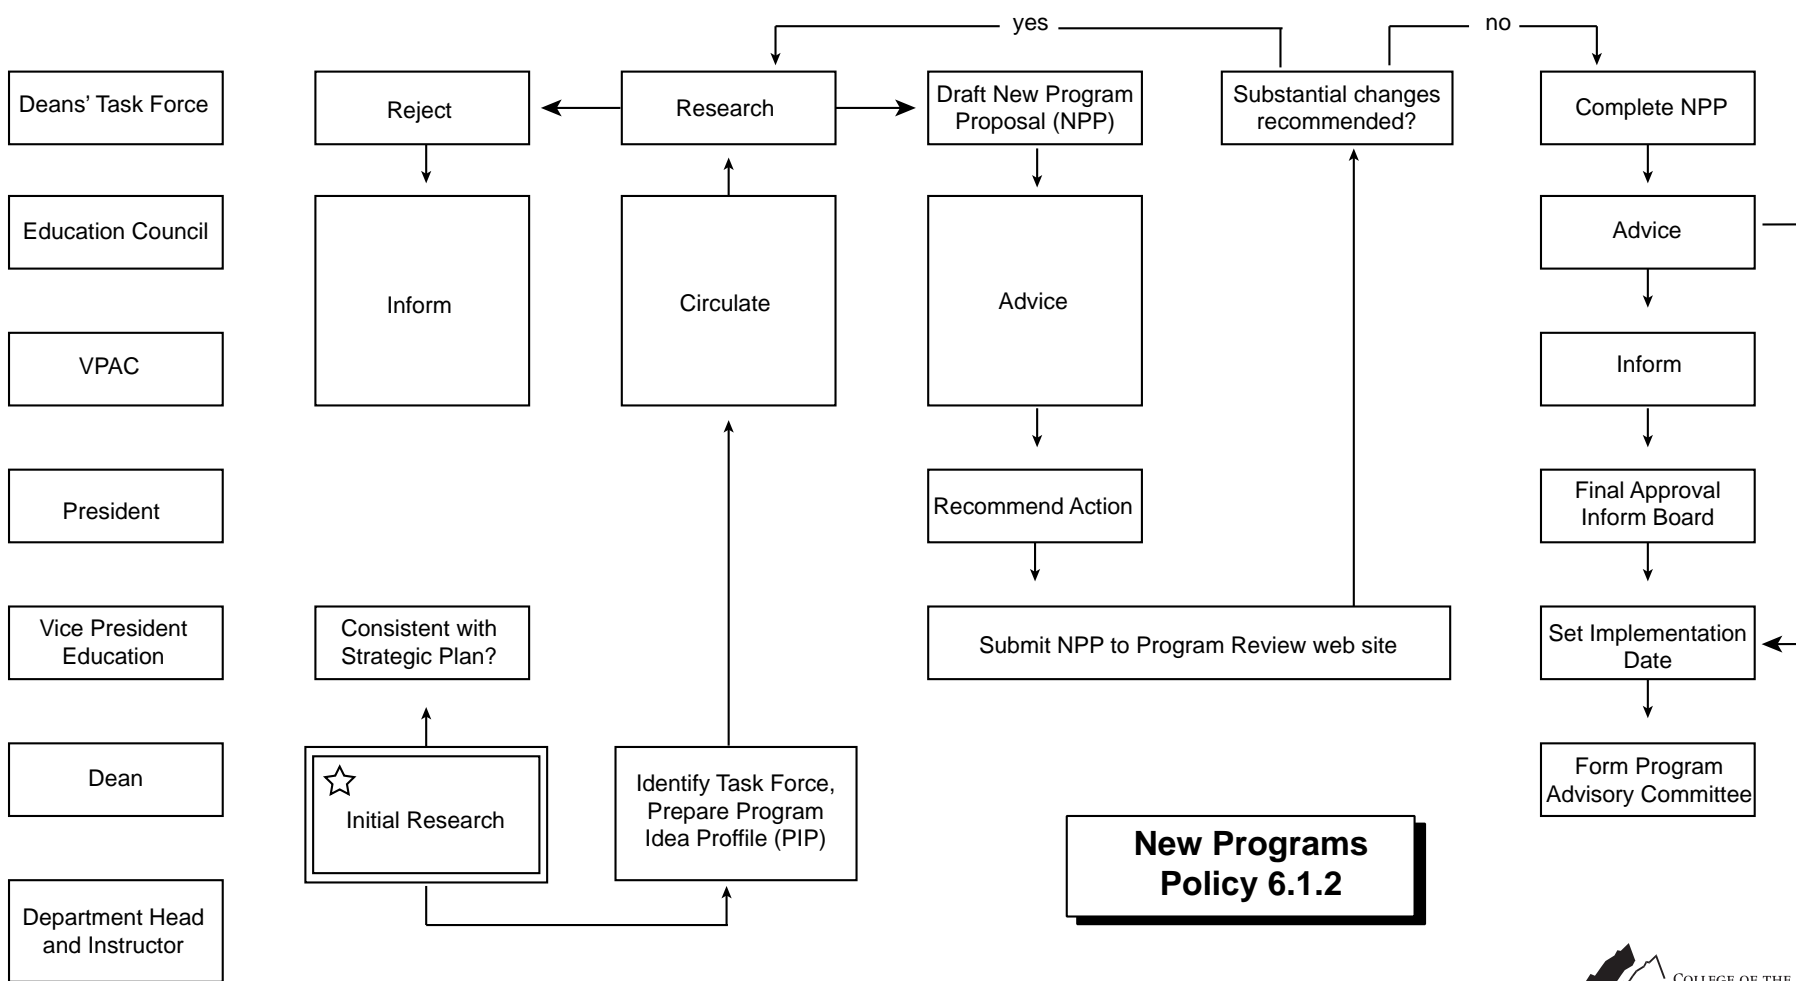 yes
no
Deans’ Task Force
Reject
Research
Draft New Program
Proposal (NPP)
Substantial changes
recommended?
Complete NPP
Education Council
Inform
Circulate
Advice
Advice
VPAC
Inform
President
Recommend Action
Final Approval
Inform Board
Vice President
Education
Consistent with
Strategic Plan?
Submit NPP to Program Review web site
Set Implementation
Date
Dean
Initial Research
Identify Task Force,
Prepare Program
Idea Proffile (PIP)
Form Program
Advisory Committee
New Programs
Policy 6.1.2
Department Head
and Instructor
COLLEGE OF THE